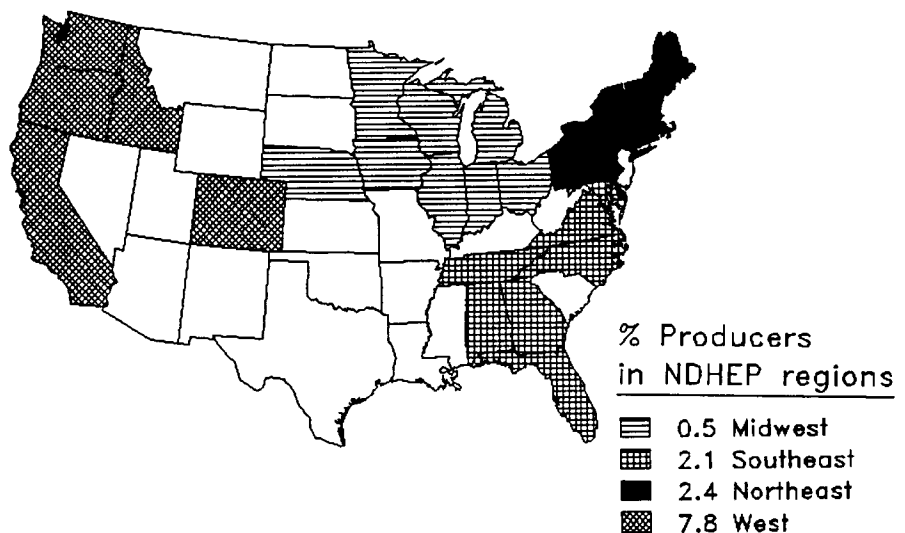 % Producers
in NDHEP regions
0.5 Midwest
2.1 Southeast
2.4 Northeast
7.8 West